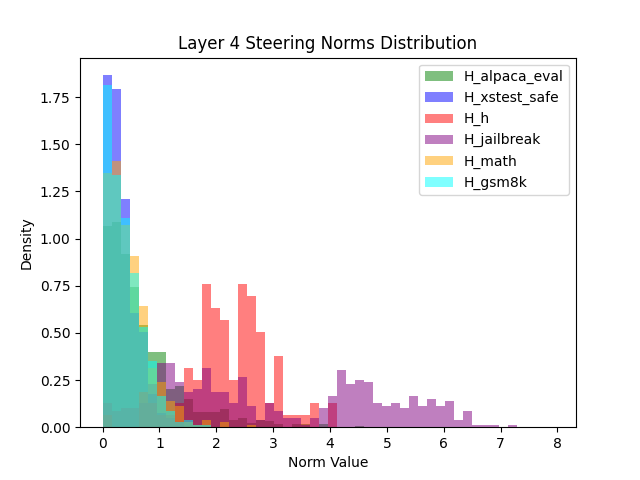 Layer 4 Steering Norms Distribution
H_alpaca_eval
H_xstest_safe
H_h
H_jailbreak
H_math
H_gsm8k
Density
1.75
1.50
1.25
1.00
0.75
0.50
0.25
0.00
0 1 2 3 4 5 6 7 8
Norm Value